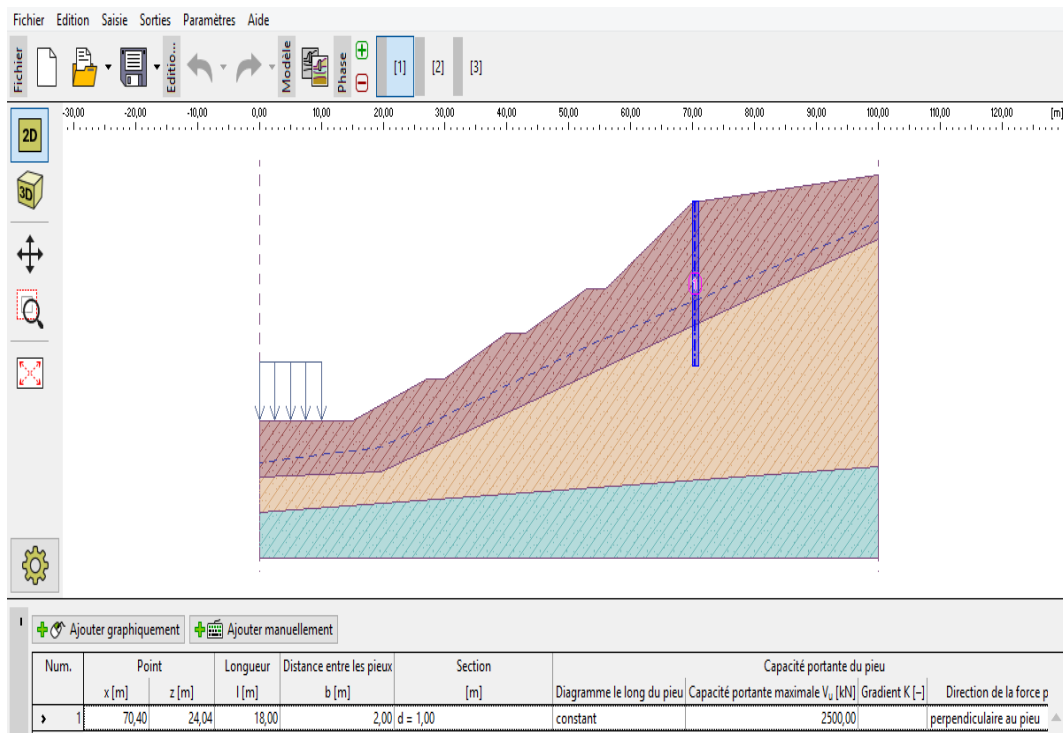 Fichier Edition Saisie Sorties Paramètres Aide
Fichier
Editio...
Modèle
Phase
[1] [2] [3]
-30,00 -20,00 -10,00 0,00 10,00 20,00 30,00 40,00 50,00 60,00 70,00 80,00 90,00 100,00 110,00 120,00 [m]
2D
3D
1
Ajouter graphiquement Ajouter manuellement
Num. Point Longueur Distance entre les pieux Section Capacité portante du pieu
x [m] z [m] l [m] b [m] [m] Diagramme le long du pieu Capacité portante maximale Vu [kN] Gradient K [–] Direction de la force p
1 70,40 24,04 18,00 2,00 d = 1,00 constant 2500,00 perpendiculaire au pieu